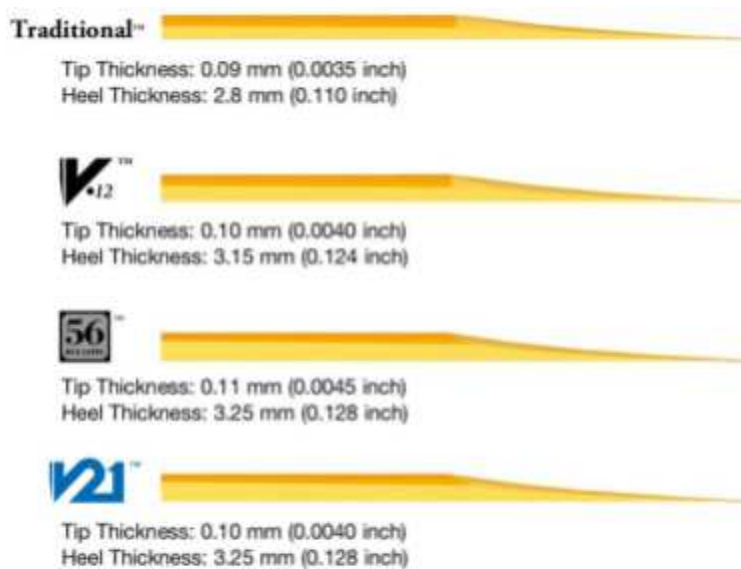 Traditional™
Tip Thickness: 0.09 mm (0.0035 inch)
Heel Thickness: 2.8 mm (0.110 inch)
V•12™
Tip Thickness: 0.10 mm (0.0040 inch)
Heel Thickness: 3.15 mm (0.124 inch)
56 ™
Tip Thickness: 0.11 mm (0.0045 inch)
Heel Thickness: 3.25 mm (0.128 inch)
V21™
Tip Thickness: 0.10 mm (0.0040 inch)
Heel Thickness: 3.25 mm (0.128 inch)